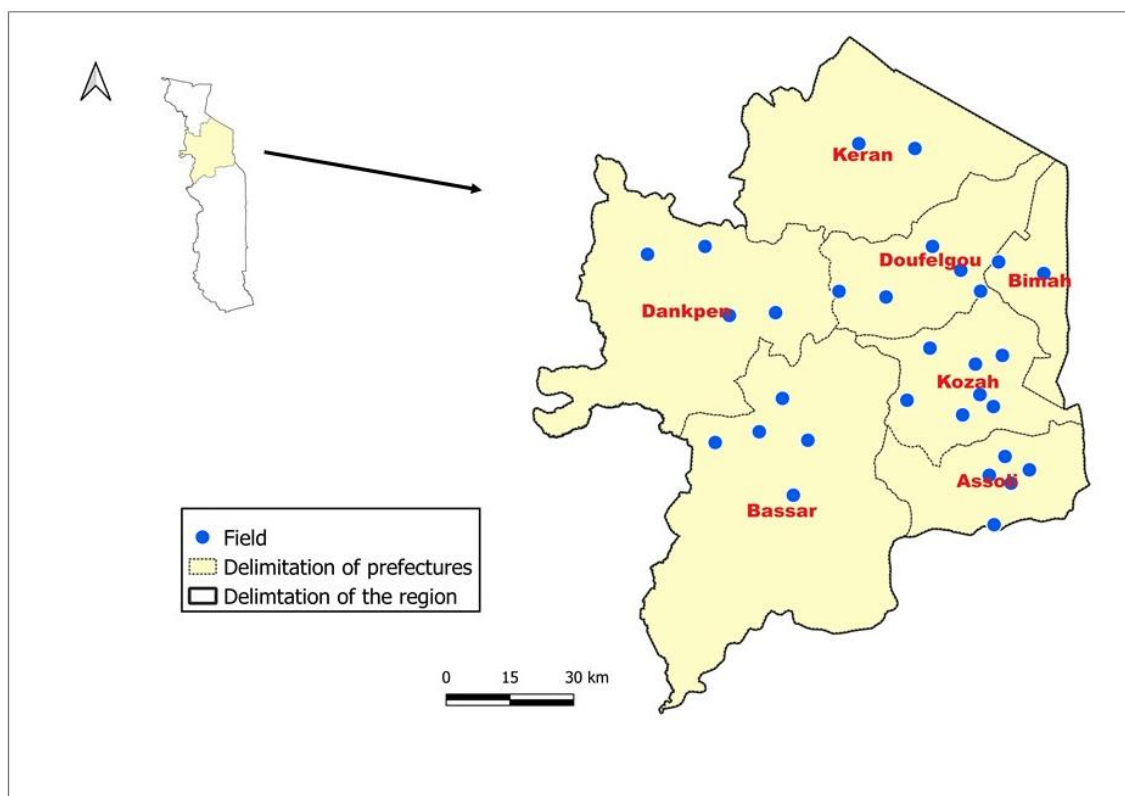 Keran
Doufelgou
Bimah
Dankpen
Kozah
Assoli
Bassar
Field
Delimitation of prefectures
Delimtation of the region
0 15 30 km